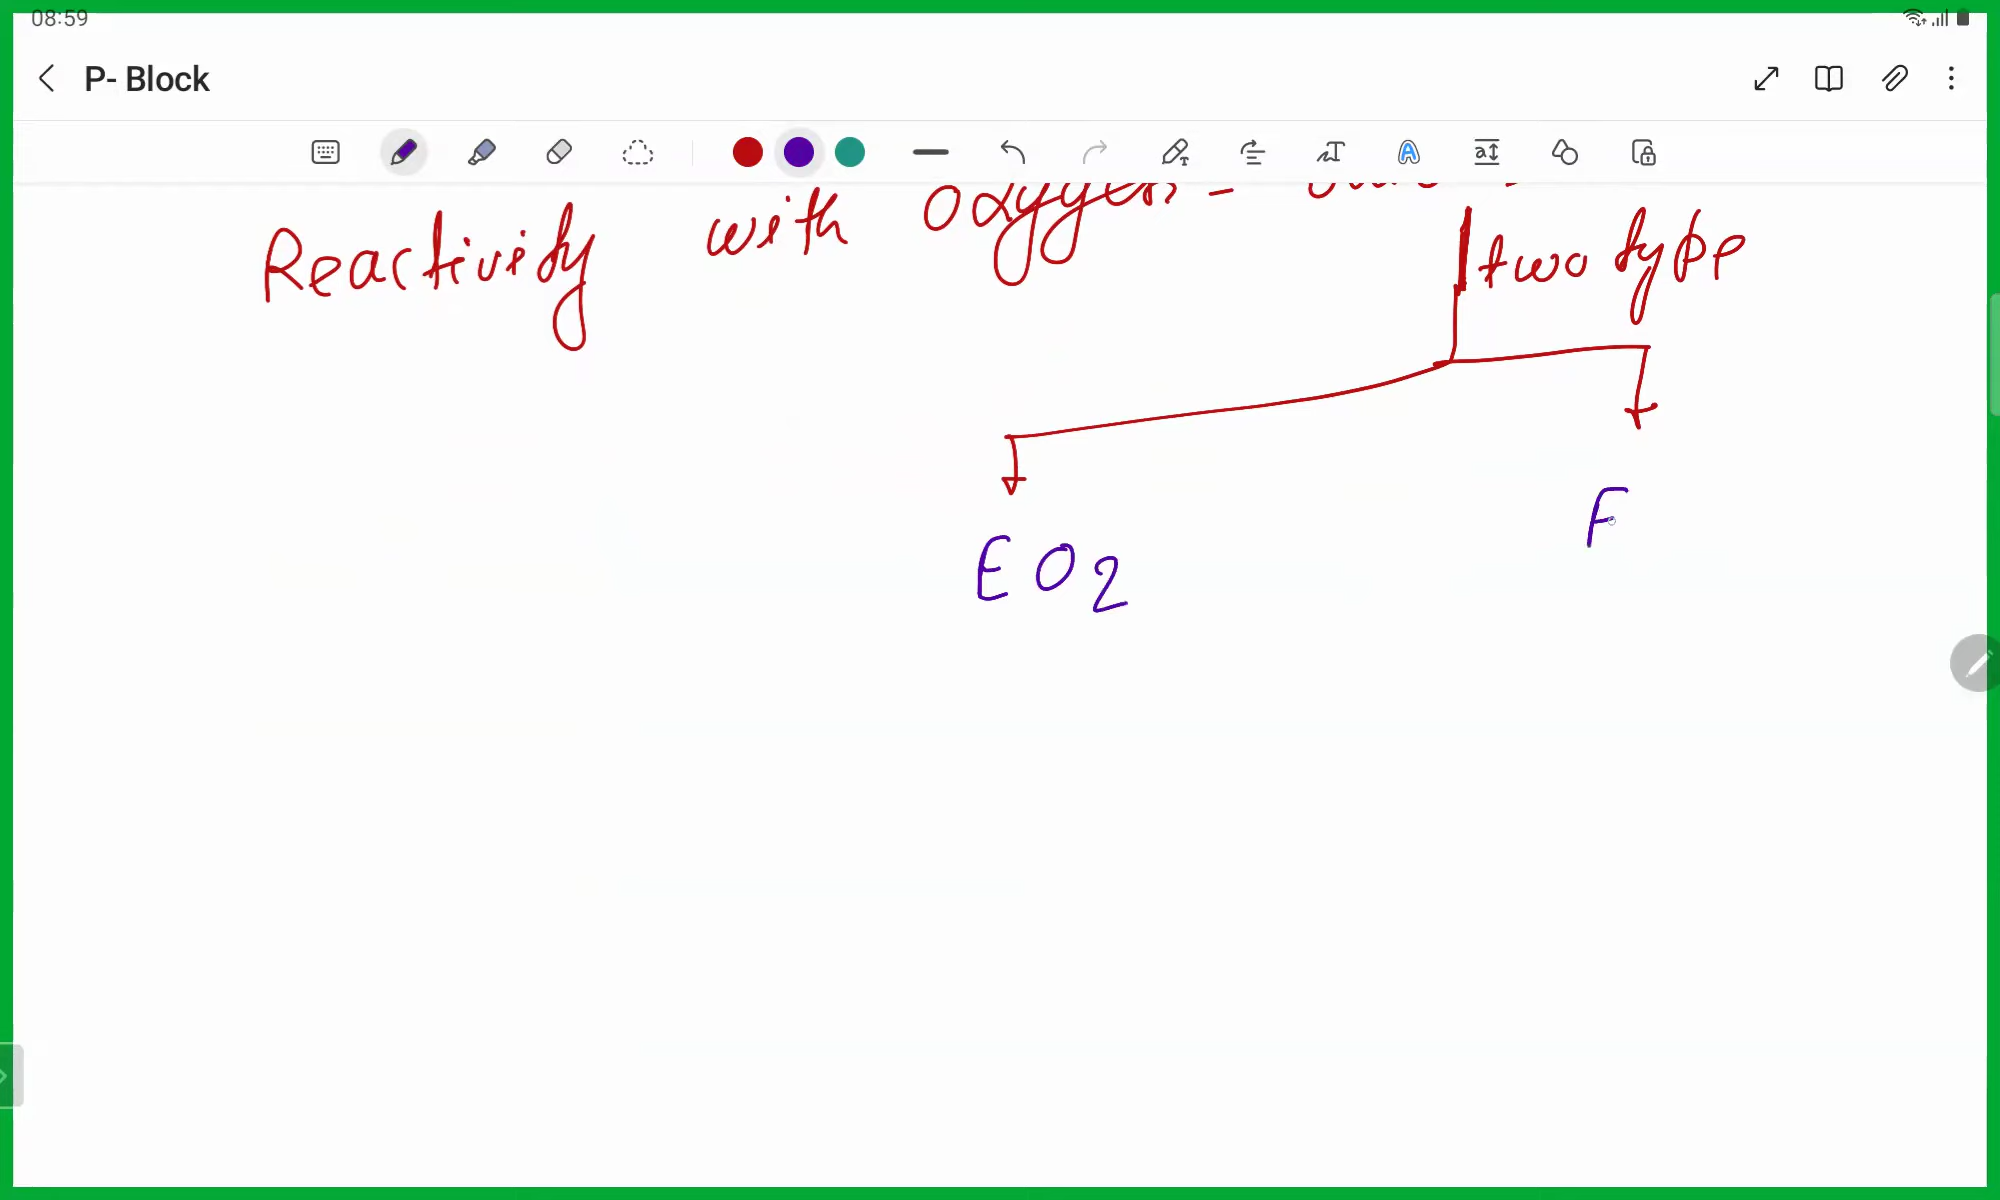 08:59
P- Block
Reactivity with Oxygen -
two type
EO2
F